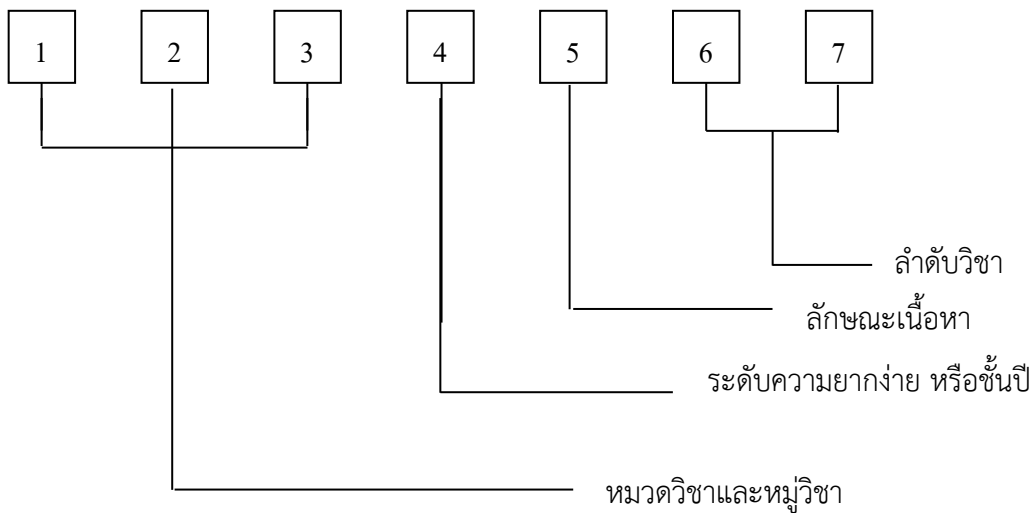 1 2 3 4 5 6 7
ลำดับวิชา
ลักษณะเนื้อหา
ระดับความยากง่าย หรือชั้นปี
หมวดวิชาและหมู่วิชา